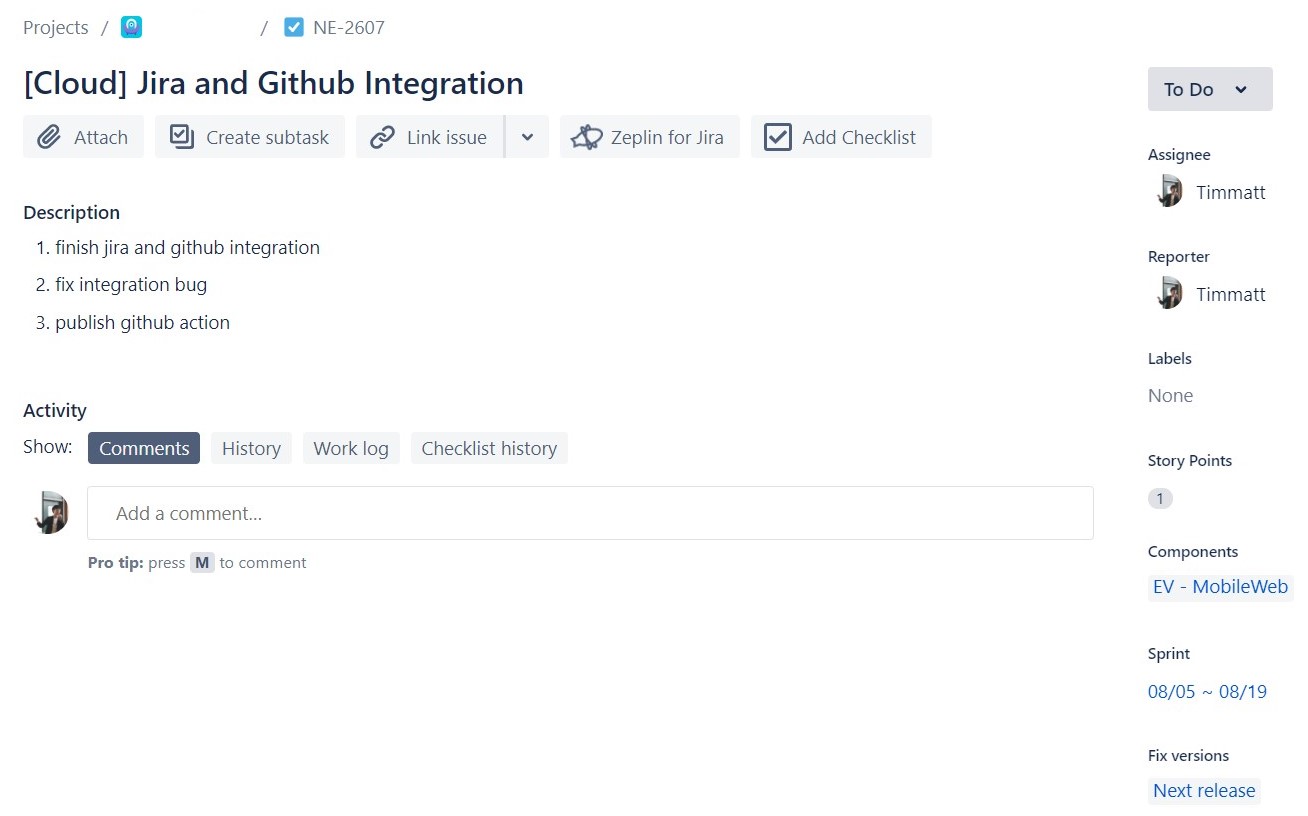 Projects / / NE-2607
[Cloud] Jira and Github Integration
Attach Create subtask Link issue Zeplin for Jira Add Checklist
Description
1. finish jira and github integration
2. fix integration bug
3. publish github action
Activity
Show: Comments History Work log Checklist history
Add a comment...
Pro tip: press M to comment
To Do
Assignee
Timmatt
Reporter
Timmatt
Labels
None
Story Points
1
Components
EV - MobileWeb
Sprint
08/05 ~ 08/19
Fix versions
Next release